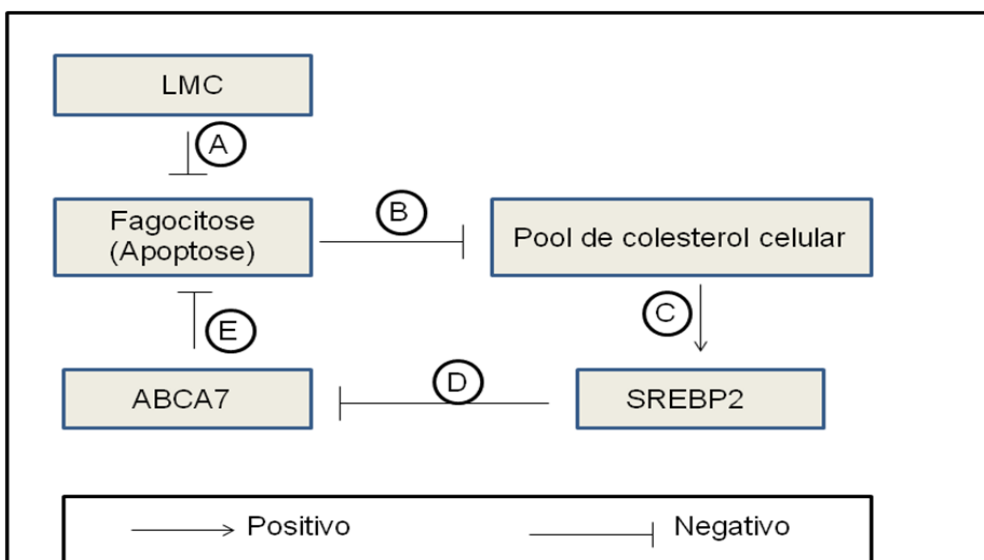 LMC
A
Fagocitose
(Apoptose)
B
Pool de colesterol celular
C
E
ABCA7
D
SREBP2
Positivo
Negativo